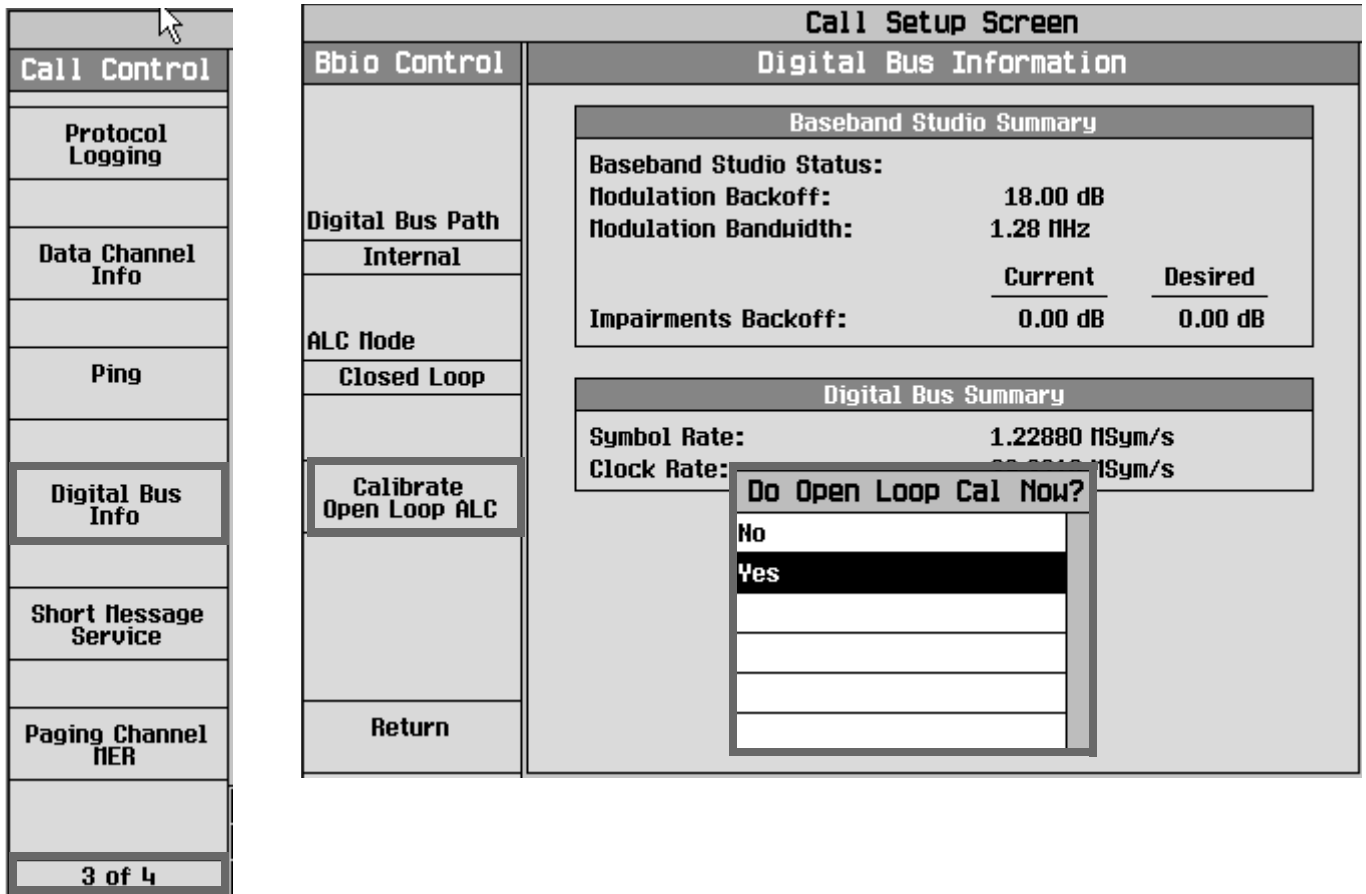 Call Control
Protocol
Logging
Data Channel
Info
Ping
Digital Bus
Info
Short Message
Service
Paging Channel
MER
3 of 4
Call Setup Screen
Bbio Control
Digital Bus Path
Internal
ALC Mode
Closed Loop
Calibrate
Open Loop ALC
Return
Digital Bus Information
Baseband Studio Summary
Baseband Studio Status:
Modulation Backoff: 18.00 dB
Modulation Bandwidth: 1.28 MHz
Current Desired
Impairments Backoff: 0.00 dB 0.00 dB
Digital Bus Summary
Symbol Rate: 1.22880 MSym/s
Clock Rate: MSym/s
Do Open Loop Cal Now?
No
Yes